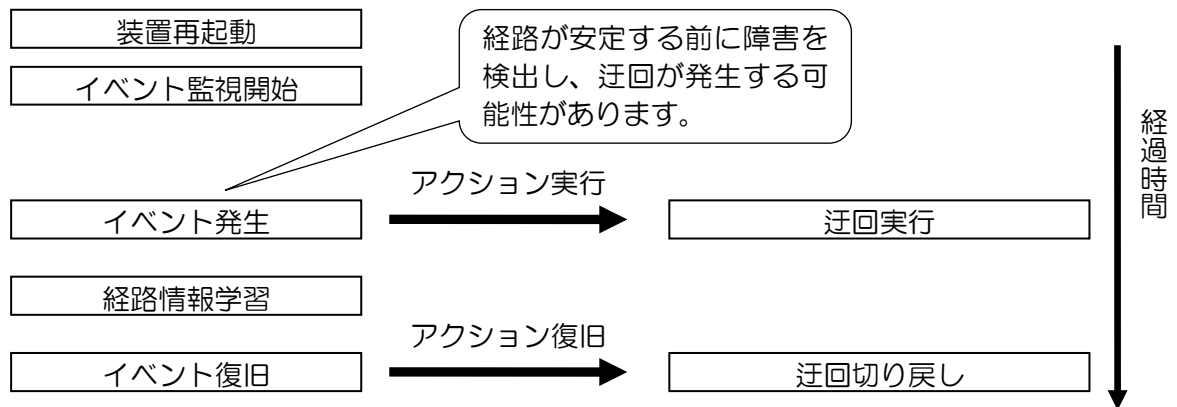 装置再起動
イベント監視開始
経路が安定する前に障害を
検出し、迂回が発生する可
能性があります。
経過時間
アクション実行
イベント発生
迂回実行
経路情報学習
アクション復旧
イベント復旧
迂回切り戻し